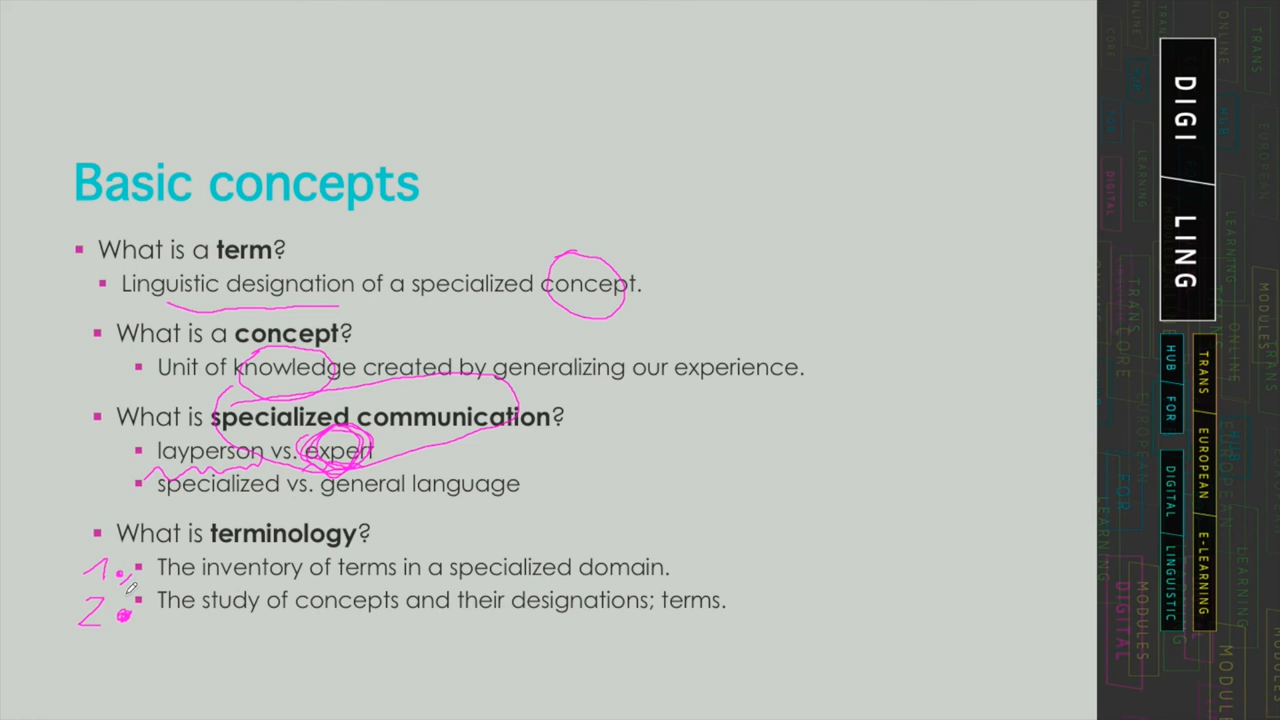 Basic concepts
What is a term?
Linguistic designation of a specialized concept.
What is a concept?
Unit of knowledge created by generalizing our experience.
What is specialized communication?
layperson vs. expert
specialized vs. general language
What is terminology?
1. The inventory of terms in a specialized domain.
2. The study of concepts and their designations; terms.
DIGI / LING
HUB / FOR / DIGITAL / LINGUISTIC
TRANS / EUROPEAN / E-LEARNING